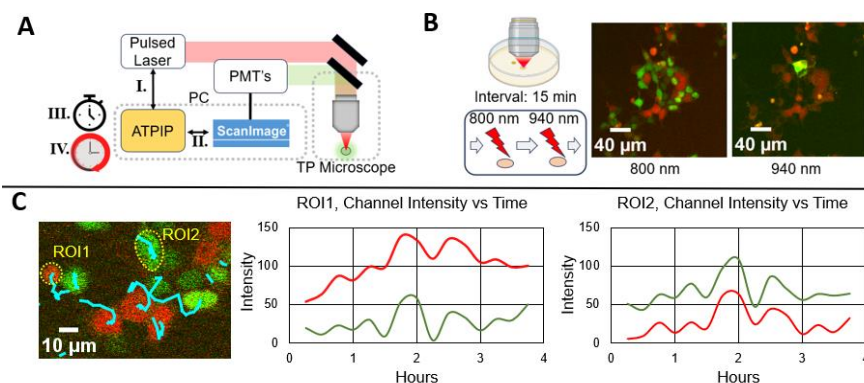 A
Pulsed
Laser
PMT's
I.
PC
III.
ATPIP
II.
ScanImage
IV.
TP Microscope
B
Interval: 15 min
800 nm
940 nm
40 µm
40 µm
800 nm
940 nm
C
ROI1
ROI2
10 µm
ROI1, Channel Intensity vs Time
Intensity
150
100
50
0
0
1
2
3
4
Hours
ROI2, Channel Intensity vs Time
Intensity
150
100
50
0
0
1
2
3
4
Hours